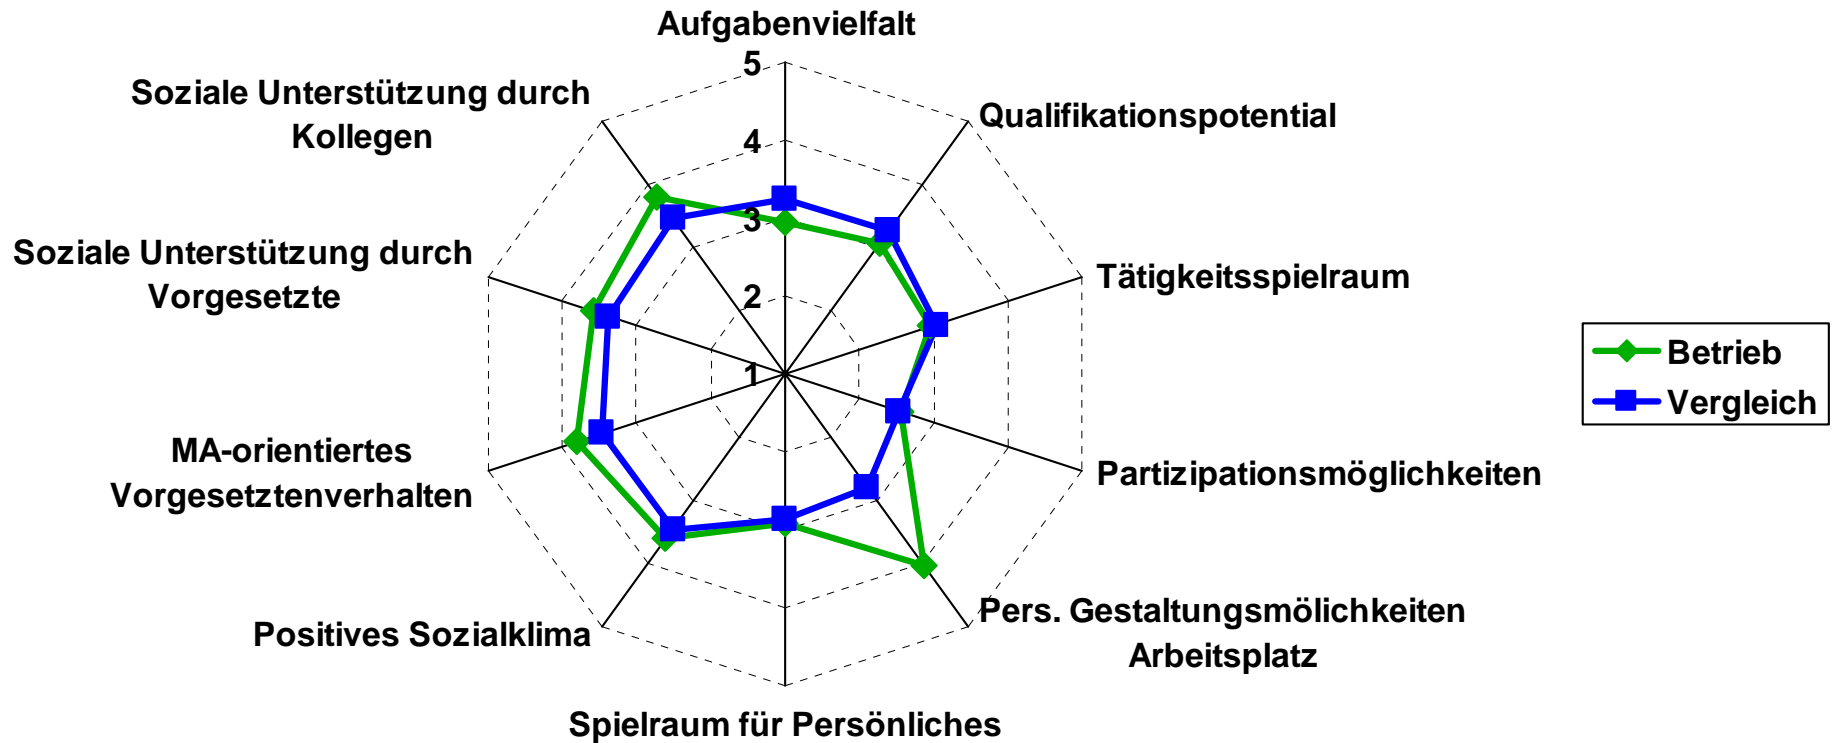 Aufgabenvielfalt
5
Soziale Unterstützung durch
Kollegen
Qualifikationspotential
4
3
Soziale Unterstützung durch
Vorgesetzte
Tätigkeitsspielraum
2
1
Betrieb
Vergleich
MA-orientiertes
Vorgesetztenverhalten
Partizipationsmöglichkeiten
Pers. Gestaltungsmölichkeiten
Arbeitsplatz
Positives Sozialklima
Spielraum für Persönliches